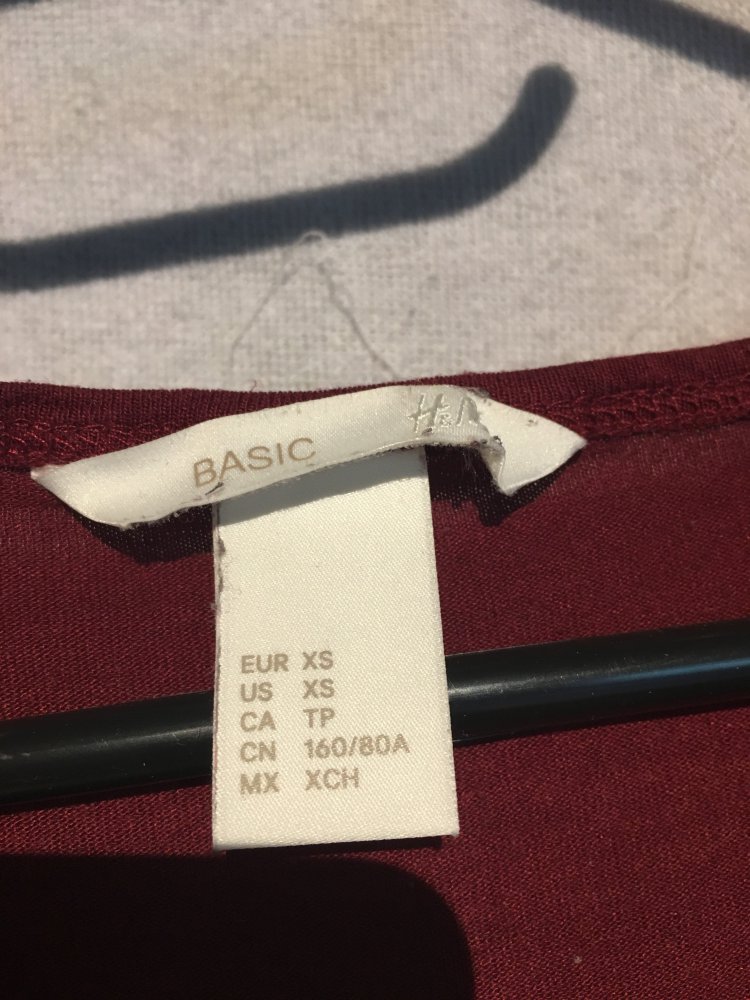 BASIC H&M
EUR XS
US XS
CA TP
CN 160/80A
MX XCH